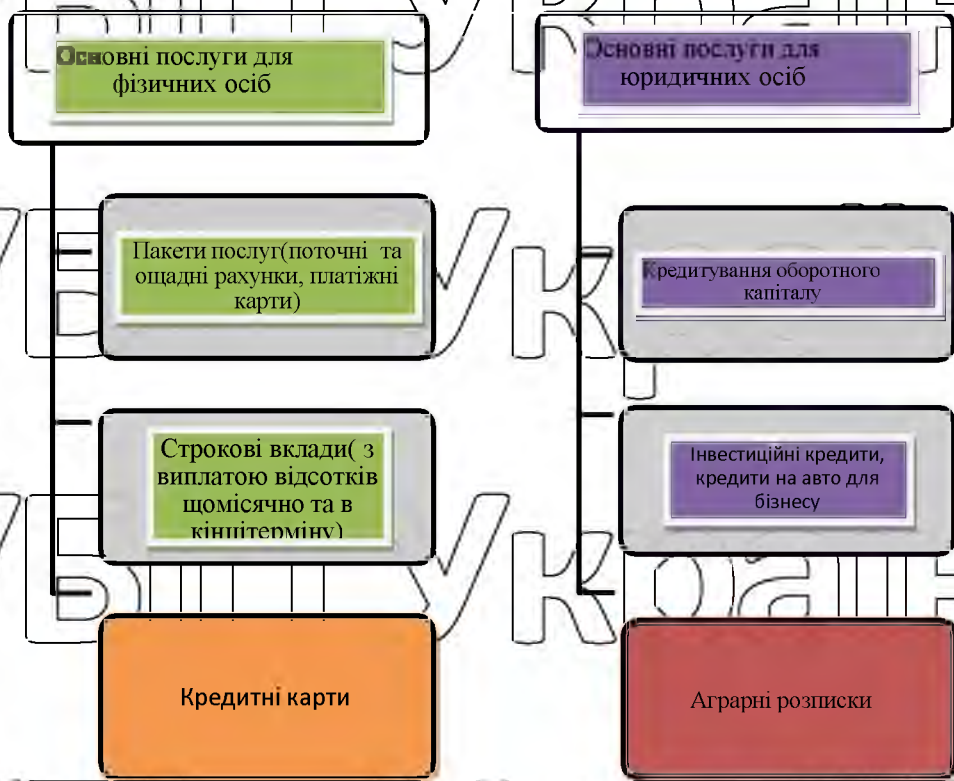 Основні послуги для
фізичних осіб
Пакети послуг(поточні та
ощадні рахунки, платіжні
карти)
Строкові вклади( з
виплатою відсотків
щомісячно та в
кінцітерміну)
Кредитні карти
Основні послуги для
юридичних осіб
Кредитування оборотного
капіталу
Інвестиційні кредити,
кредити на авто для
бізнесу
Аграрні розписки